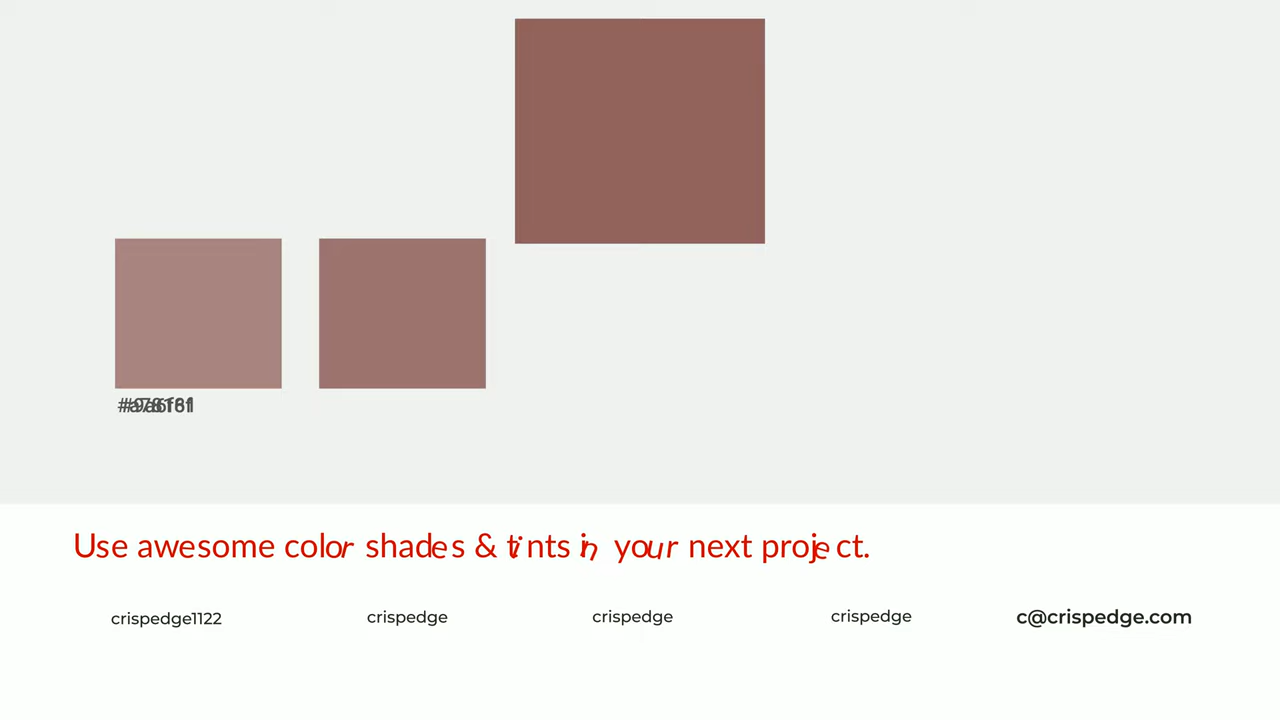 Use awesome color shades & tints in your next project.
crispedge1122 crispedge crispedge crispedge c@crispedge.com